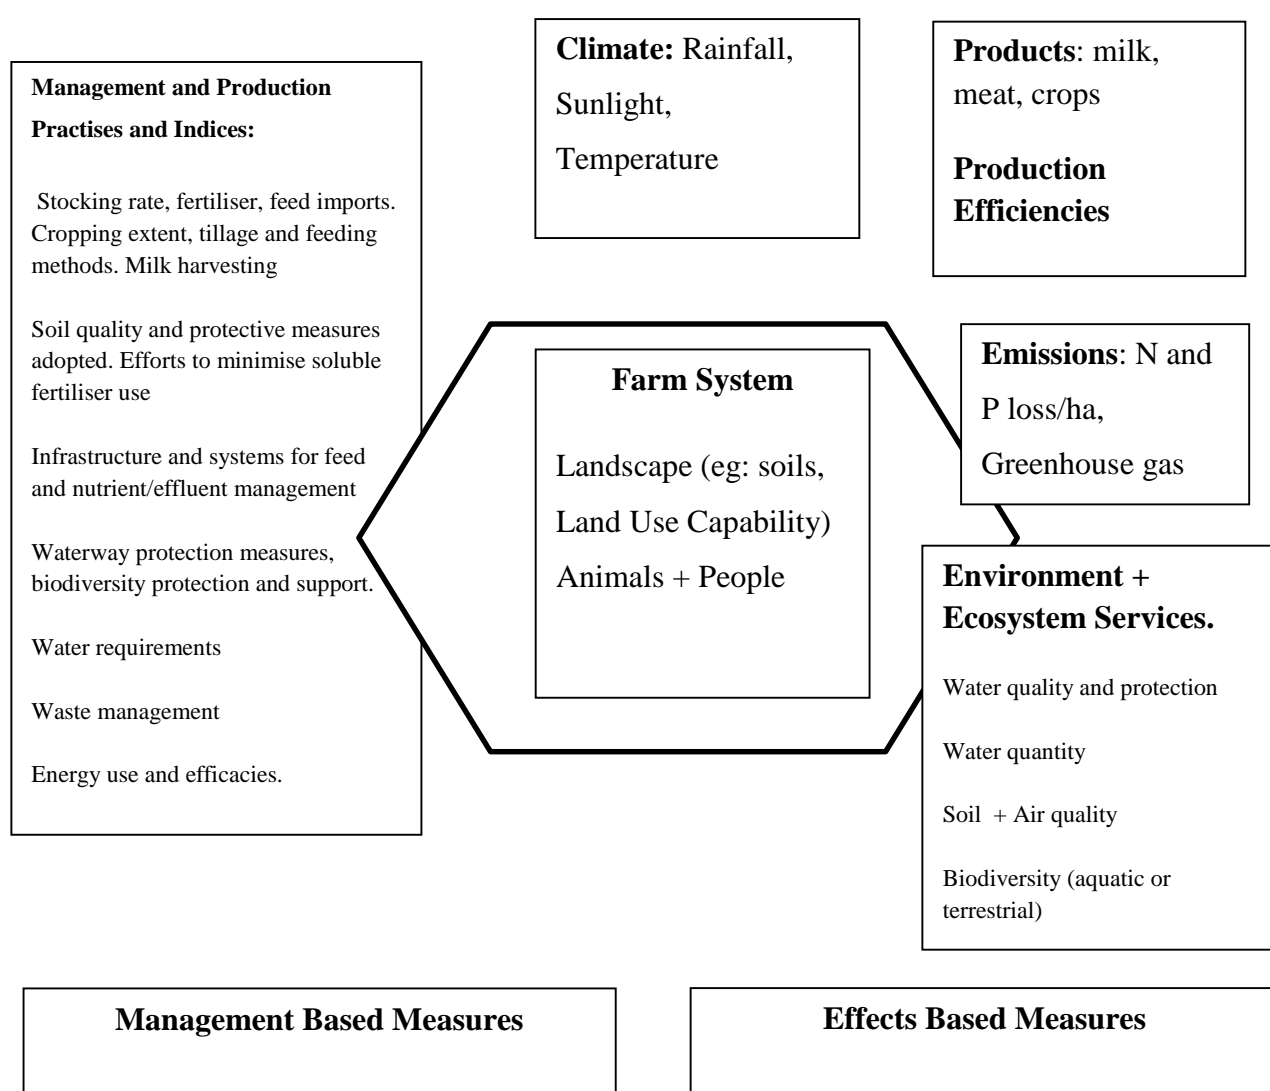 Management and Production
Practises and Indices:
Stocking rate, fertiliser, feed imports.
Cropping extent, tillage and feeding
methods. Milk harvesting
Soil quality and protective measures
adopted. Efforts to minimise soluble
fertiliser use
Infrastructure and systems for feed
and nutrient/effluent management
Waterway protection measures,
biodiversity protection and support.
Water requirements
Waste management
Energy use and efficacies.
Climate: Rainfall,
Sunlight,
Temperature
Products: milk,
meat, crops
Production
Efficiencies
Farm System
Landscape (eg: soils,
Land Use Capability)
Animals + People
Emissions: N and
P loss/ha,
Greenhouse gas
Environment +
Ecosystem Services.
Water quality and protection
Water quantity
Soil + Air quality
Biodiversity (aquatic or
terrestrial)
Management Based Measures
Effects Based Measures